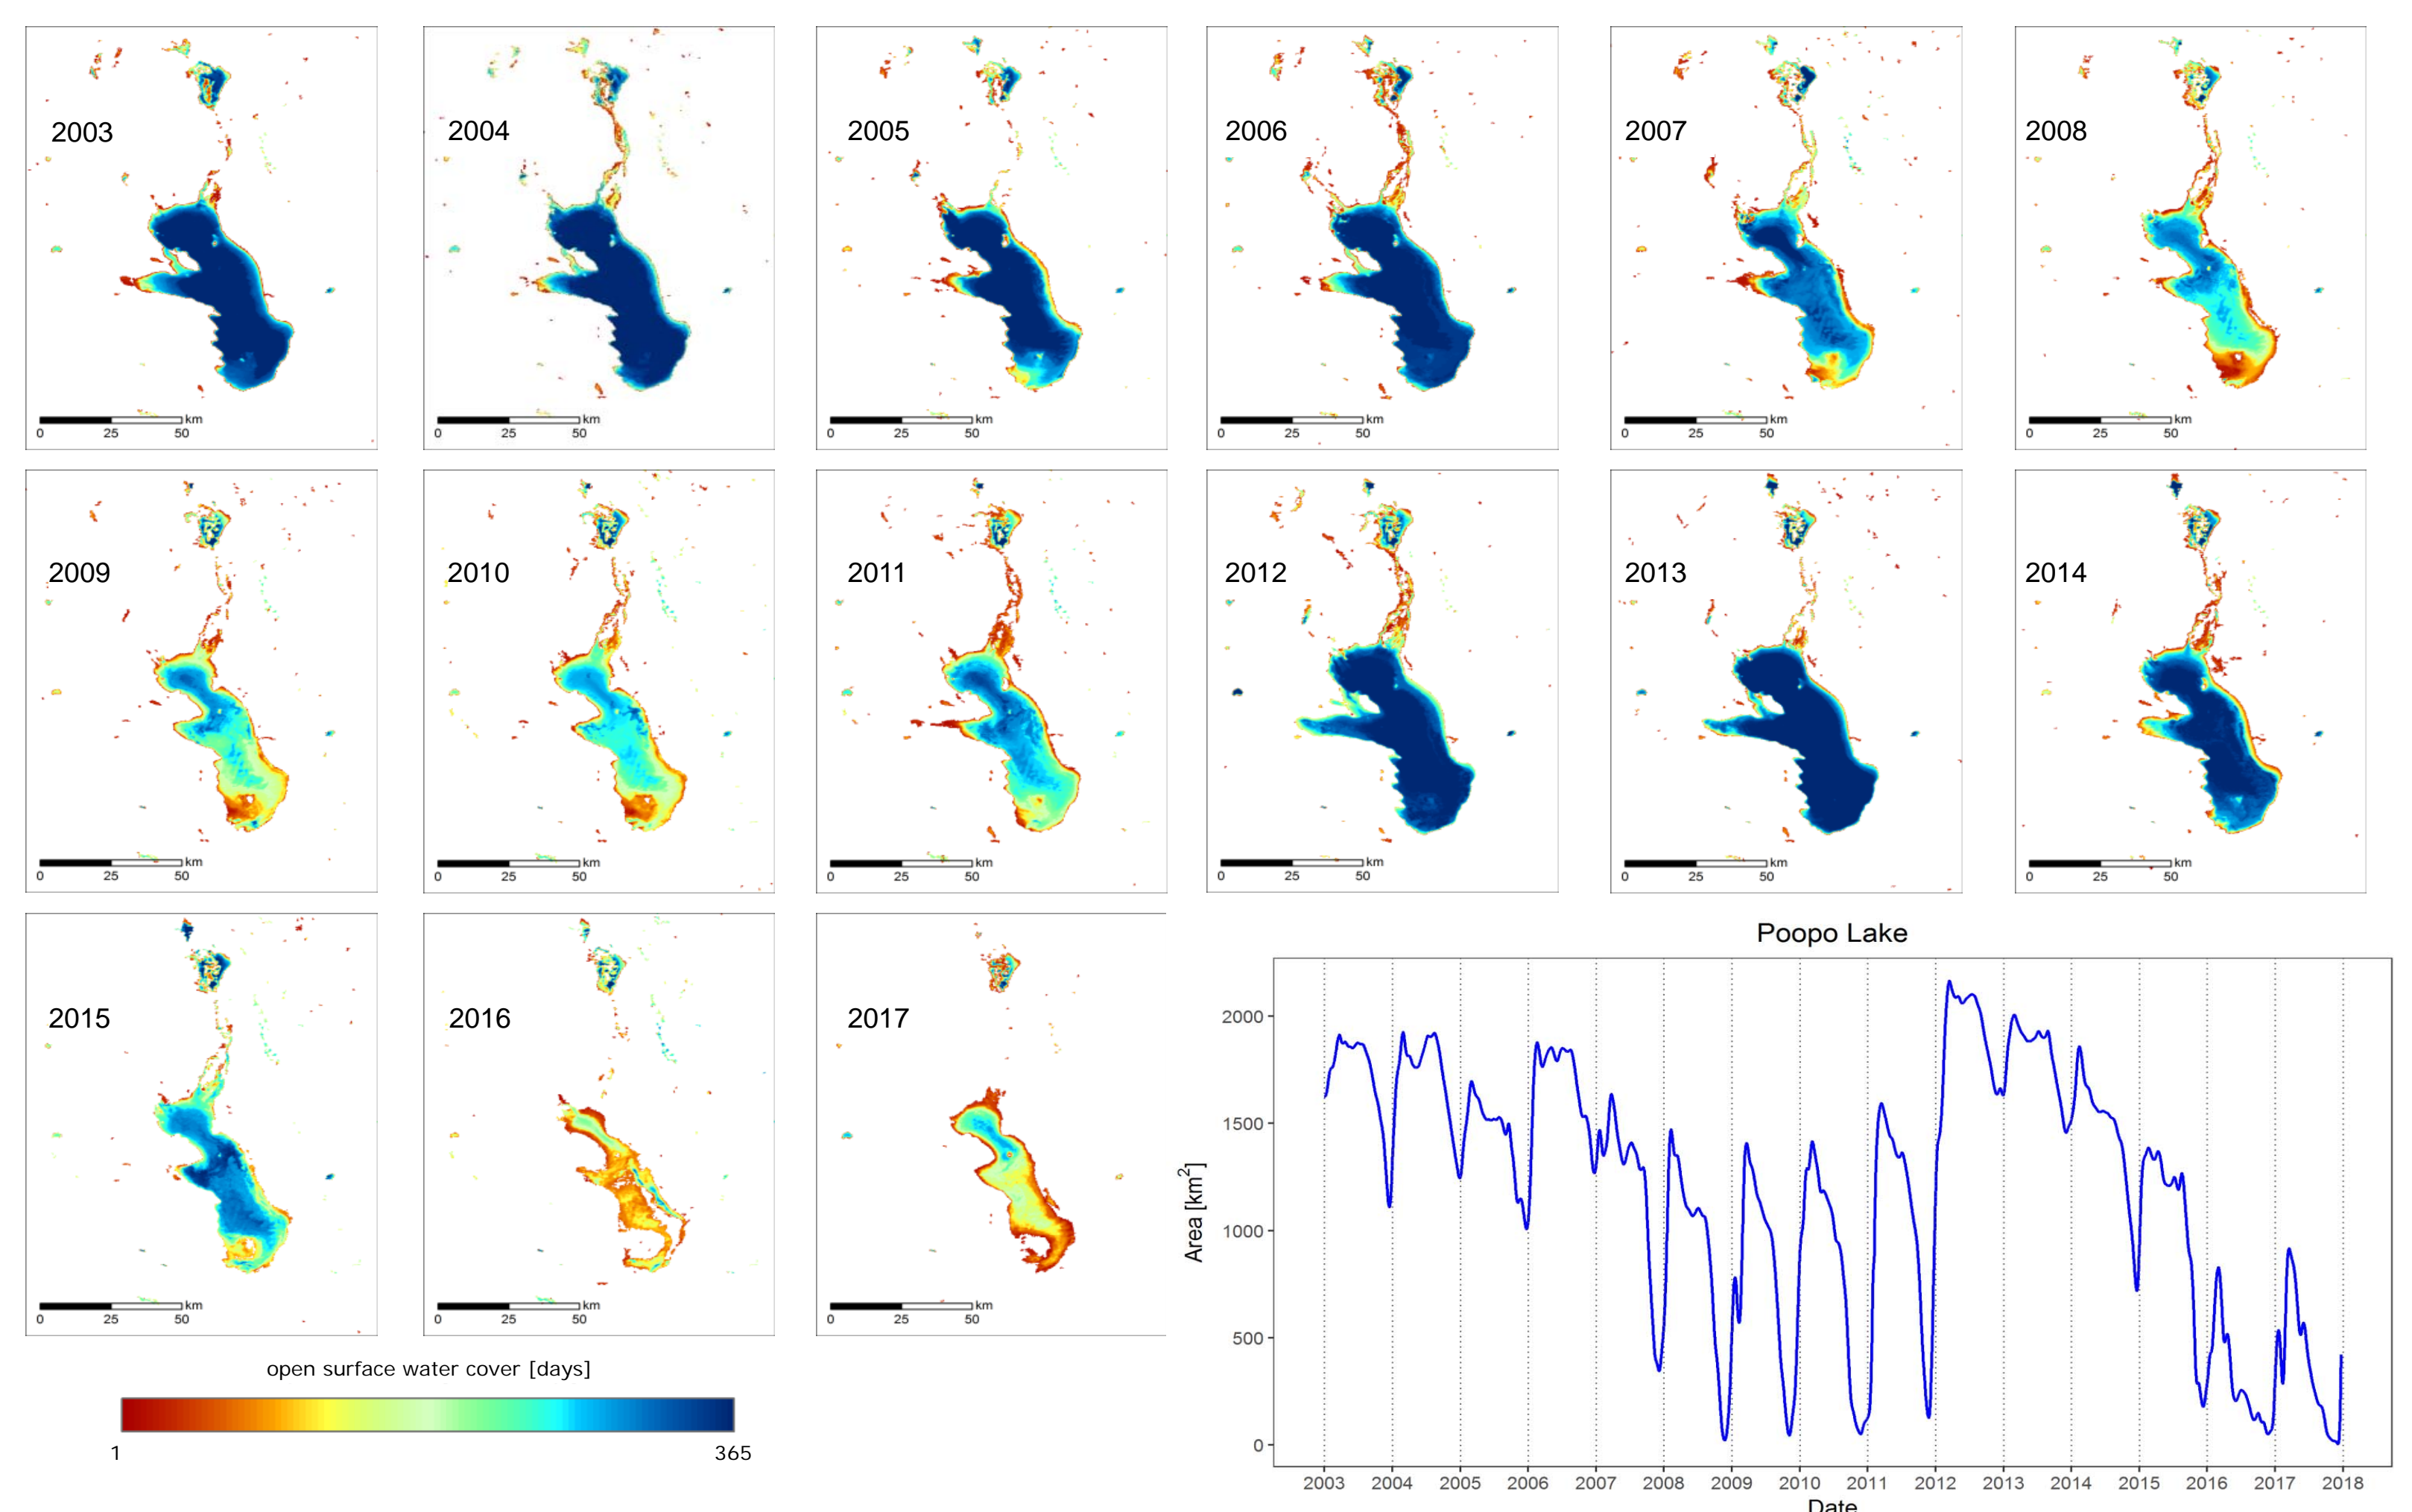 2003
2004
2005
2006
2007
2008
km
0 25 50
km
0 25 50
km
0 25 50
km
0 25 50
km
0 25 50
km
0 25 50
2009
2010
2011
2012
2013
2014
km
0 25 50
km
0 25 50
km
0 25 50
km
0 25 50
km
0 25 50
km
0 25 50
2015
2016
2017
km
0 25 50
km
0 25 50
km
0 25 50
open surface water cover [days]
1 365
Poopo Lake
Area [km²]
2000
1500
1000
500
0
2003 2004 2005 2006 2007 2008 2009 2010 2011 2012 2013 2014 2015 2016 2017 2018
Date